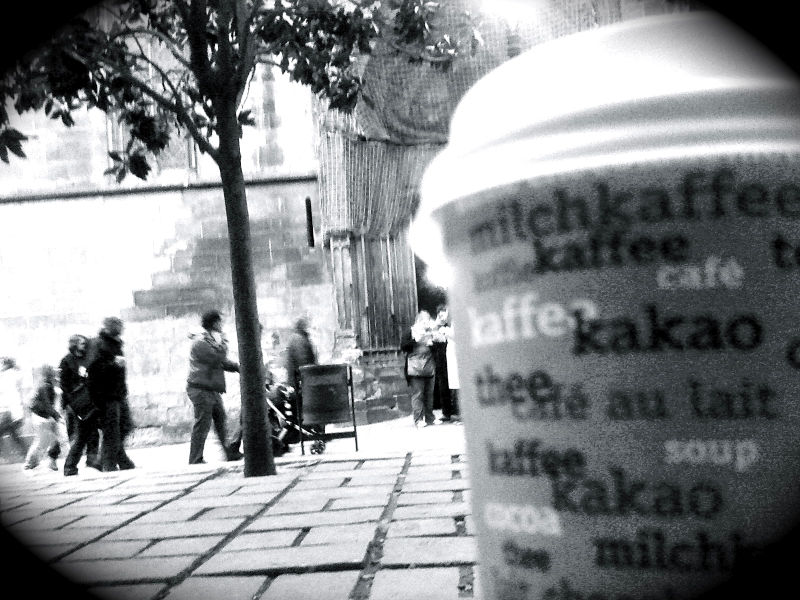 milchkaffee
kaffee
café
kaffee kakao
thee café au lait
kaffee soup
kakao
cocoa
thee milch